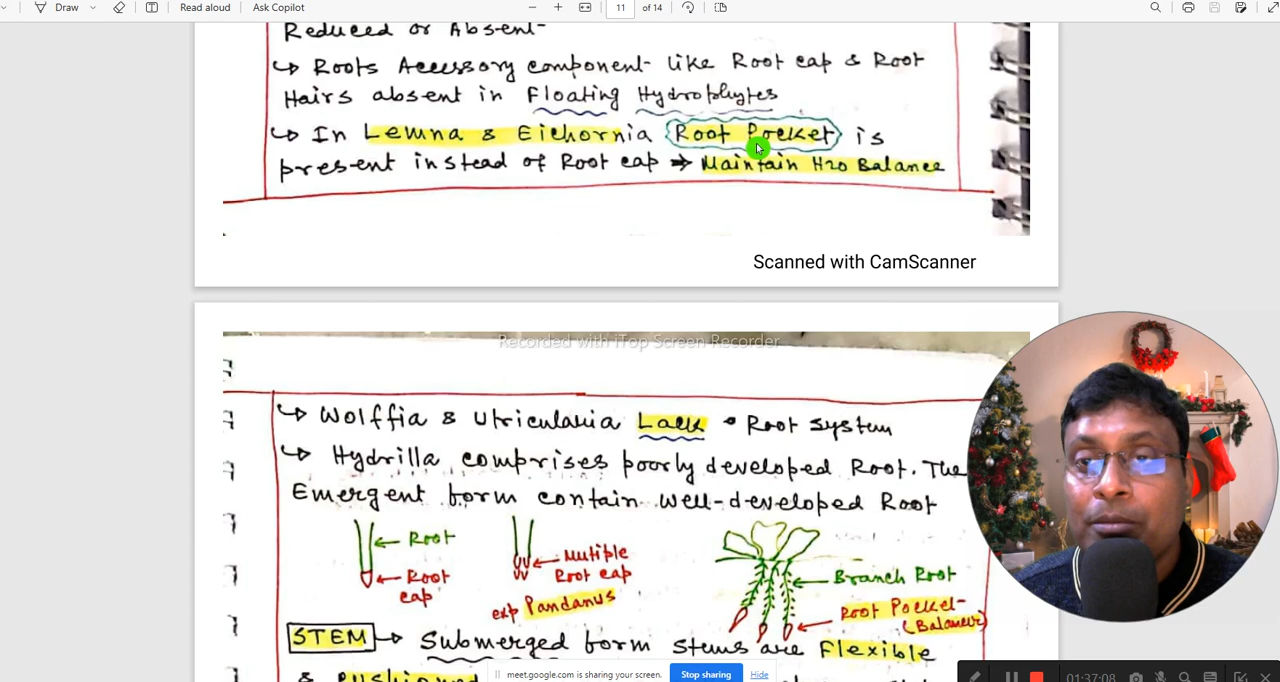 Draw
Read aloud
Ask Copilot
11
of 14
Reduced or Absent-
↳ Roots Accessory component like Root cap & Root
Hairs absent in Floating Hydrophytes
↳ In Lemna & Eichornia Root Pocket is
present instead of Root cap → Maintain H2o Balance
Scanned with CamScanner
Recorded with iTop Screen Recorder
↳ Wolffia & Utricularia Lack Root System
↳ Hydrilla comprises poorly developed Root. The
Emergent form contain well-developed Root
← Root
← Root
cap
← Mutiple
Root cap
exp Pandanus
← Branch Root
← Root Pocket
(Balancer)
STEM → Submerged form Stems are Flexible
&
meet.google.com is sharing your screen.
Stop sharing
Hide
01:37:08